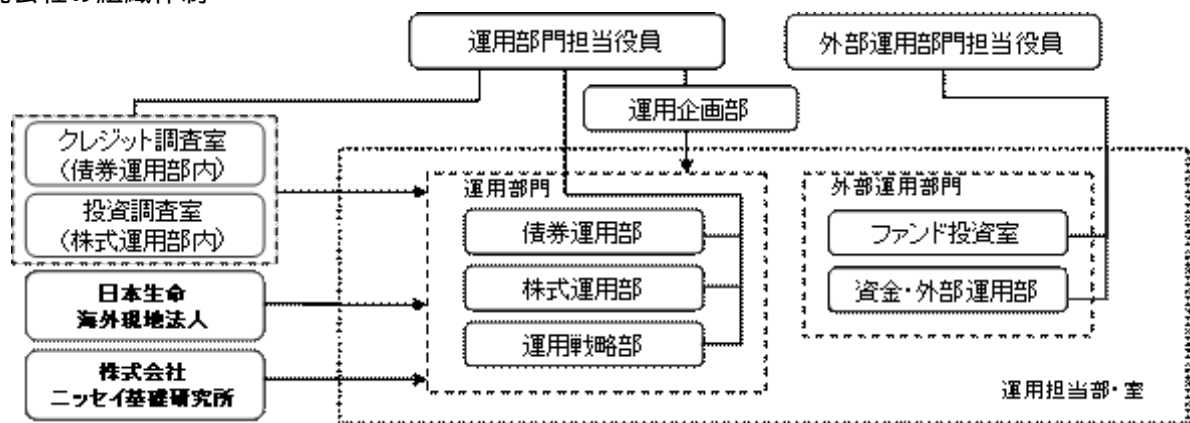 運用部門担当役員
外部運用部門担当役員
運用企画部
クレジット調査室
(債券運用部内)
投資調査室
(株式運用部内)
日本生命
海外現地法人
株式会社
ニッセイ基礎研究所
運用部門
債券運用部
株式運用部
運用戦略部
外部運用部門
ファンド投資室
資金・外部運用部
運用担当部・室